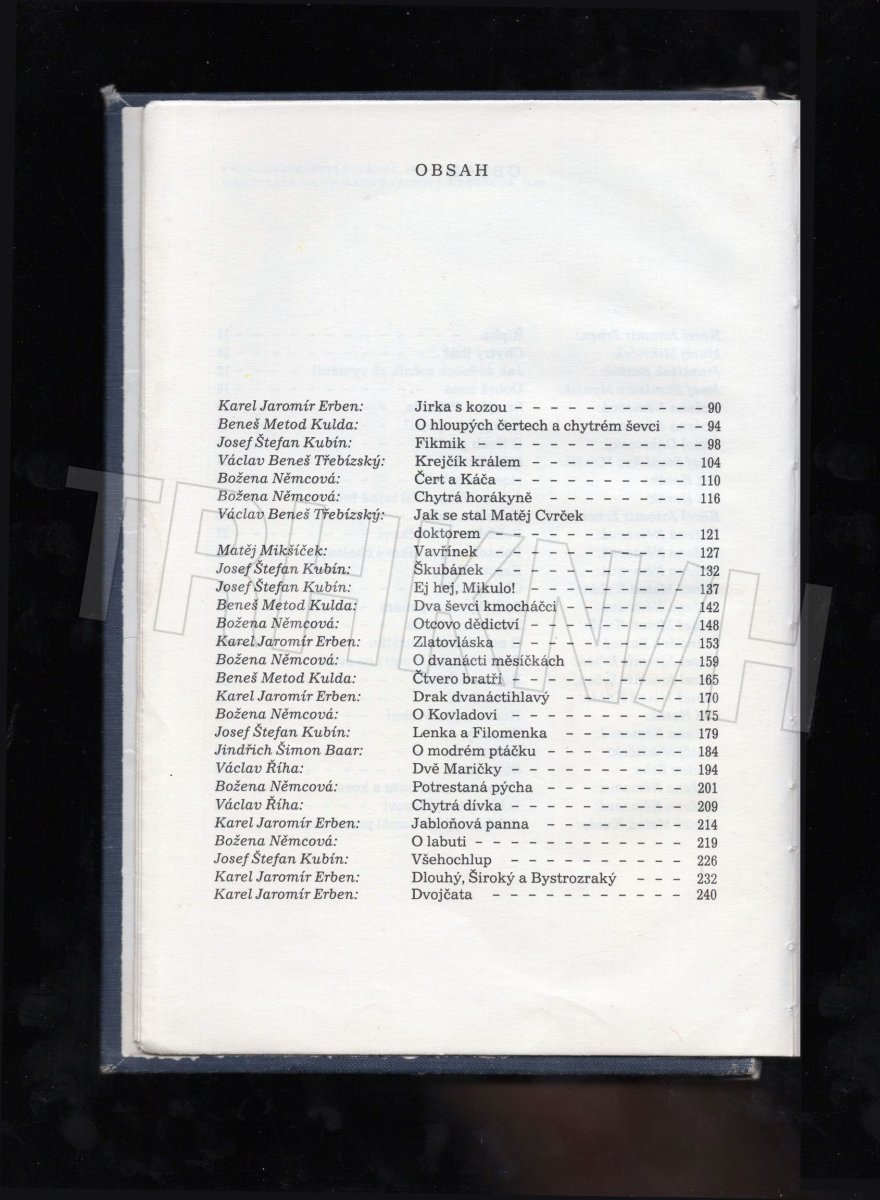 OBSAH
Karel Jaromír Erben: Jirka s kozou – – – – – – – – – – 90
Beneš Metod Kulda: O hloupých čertech a chytrém ševci – – 94
Josef Štefan Kubín: Fikmik – – – – – – – – – – – – 98
Václav Beneš Třebízský: Krejčík králem – – – – – – – – – 104
Božena Němcová: Čert a Káča – – – – – – – – – – – 110
Božena Němcová: Chytrá horákyně – – – – – – – – 116
Václav Beneš Třebízský: Jak se stal Matěj Cvrček
doktorem – – – – – – – – – – – – 121
Matěj Mikšíček: Vavřínek – – – – – – – – – – – – 127
Josef Štefan Kubín: Škubánek – – – – – – – – – – – 132
Josef Štefan Kubín: Ej hej, Mikulo! – – – – – – – – – 137
Beneš Metod Kulda: Dva ševci kmocháčci – – – – – – – 142
Božena Němcová: Otcovo dědictví – – – – – – – – – 148
Karel Jaromír Erben: Zlatovláska – – – – – – – – – – – 153
Božena Němcová: O dvanácti měsíčkách – – – – – – – 159
Beneš Metod Kulda: Čtvero bratří – – – – – – – – – – 165
Karel Jaromír Erben: Drak dvanáctihlavý – – – – – – – 170
Božena Němcová: O Kovladovi – – – – – – – – – – 175
Josef Štefan Kubín: Lenka a Filomenka – – – – – – – – 179
Jindřich Šimon Baar: O modrém ptáčku – – – – – – – – 184
Václav Říha: Dvě Maričky – – – – – – – – – – 194
Božena Němcová: Potrestaná pýcha – – – – – – – – 201
Václav Říha: Chytrá dívka – – – – – – – – – – 209
Karel Jaromír Erben: Jabloňová panna – – – – – – – – 214
Božena Němcová: O labuti – – – – – – – – – – – – 219
Josef Štefan Kubín: Všehochlup – – – – – – – – – – 226
Karel Jaromír Erben: Dlouhý, Široký a Bystrozraký – – – 232
Karel Jaromír Erben: Dvojčata – – – – – – – – – – – 240